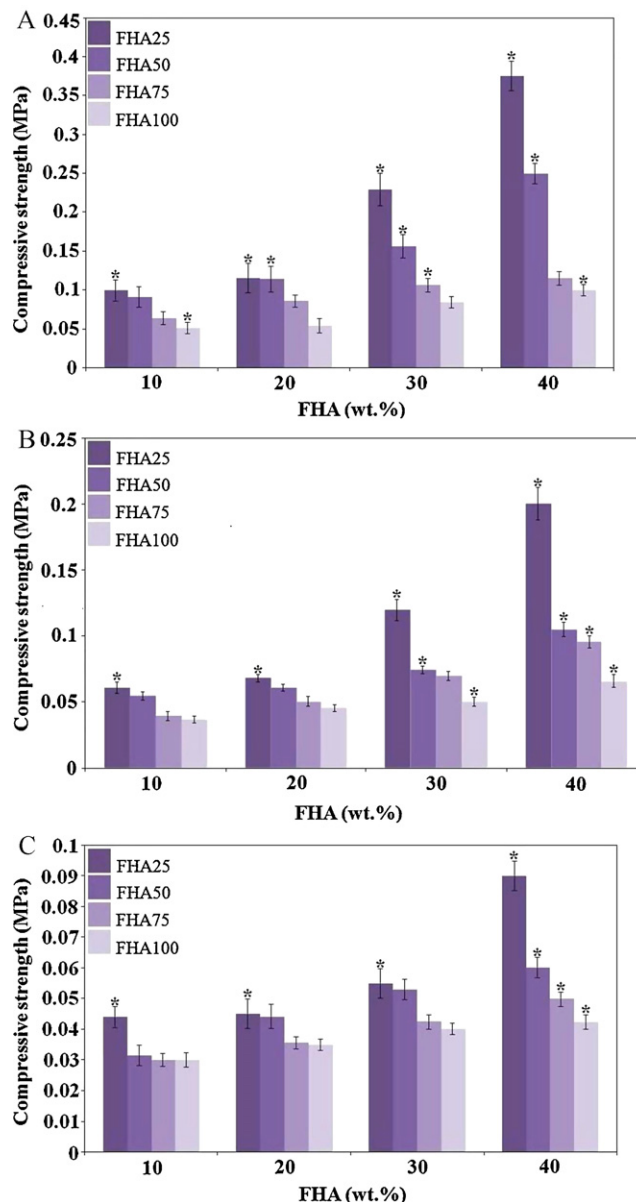 A
0.45
0.4
0.35
0.3
0.25
0.2
0.15
0.1
0.05
0
Compressive strength (MPa)
FHA25
FHA50
FHA75
FHA100
* * * * * * * * * *
10 20 30 40
FHA (wt.%)
B
0.25
0.2
0.15
0.1
0.05
0
Compressive strength (MPa)
FHA25
FHA50
FHA75
FHA100
* * * * * * * * *
10 20 30 40
FHA (wt.%)
C
0.1
0.09
0.08
0.07
0.06
0.05
0.04
0.03
0.02
0.01
0
Compressive strength (MPa)
FHA25
FHA50
FHA75
FHA100
* * * * * * *
10 20 30 40
FHA (wt.%)